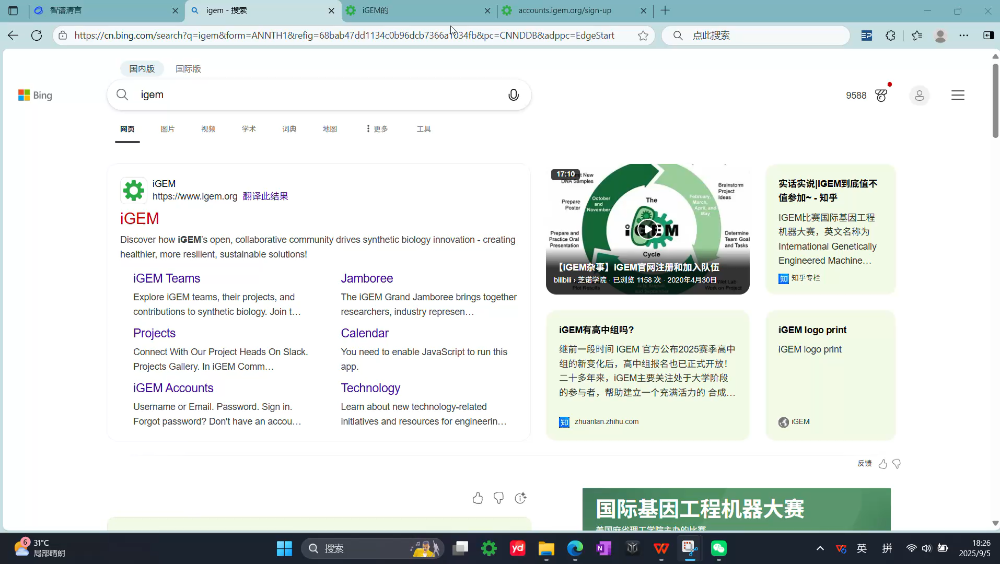 智谱清言
igem - 搜索
iGEM的
accounts.igem.org/sign-up
https://cn.bing.com/search?q=igem&form=ANNTH1&refig=68bab47dd1134c0b96dcb7366a1034fb&pc=CNNDDB&adppc=EdgeStart
点此搜索
国内版
国际版
Bing
igem
9588
网页
图片
视频
学术
词典
地图
更多
工具
iGEM
https://www.igem.org 翻译此结果
iGEM
Discover how iGEM's open, collaborative community drives synthetic biology innovation - creating
healthier, more resilient, sustainable solutions!
iGEM Teams
Explore iGEM teams, their projects, and
contributions to synthetic biology. Join t…
Jamboree
The iGEM Grand Jamboree brings together
researchers, industry represen…
Projects
Connect With Our Project Heads On Slack.
Projects Gallery. In iGEM Comm…
Calendar
You need to enable JavaScript to run this
app.
iGEM Accounts
Username or Email. Password. Sign in.
Forgot password? Don't have an accou…
Technology
Learn about new technology-related
initiatives and resources for engineerin…
17:10
New
DNA Samples
Brainstorm
Project
Ideas
Prepare
Poster
October
and
November
The
February,
March,
April, and
May
iGEM
Prepare and
Practice Oral
Presentation
Determine
Team Goal
and Tasks
Cycle
【iGEM杂事】iGEM官网注册和加入队伍
bilibili › 芝诺学院 · 已浏览 1158 次 · 2020年4月30日
Plot Results
Wet Lab
Work on Project
实话实说|IGEM到底值不
值参加~ - 知乎
IGEM比赛国际基因工程
机器大赛，英文名称为
International Genetically
Engineered Machine…
知 知乎专栏
iGEM有高中组吗?
继前一段时间 iGEM 官方公布2025赛季高中
组的新变化后，高中组报名也已正式开放！
二十多年来，iGEM主要关注处于大学阶段
的参与者，帮助建立一个充满活力的 合成…
知 zhuanlan.zhihu.com
iGEM logo print
iGEM logo print
iGEM
反馈
国际基因工程机器大赛
美国麻省理工学院主办的比赛
6
31°C
局部晴朗
搜索
yd
英
拼
18:26
2025/9/5